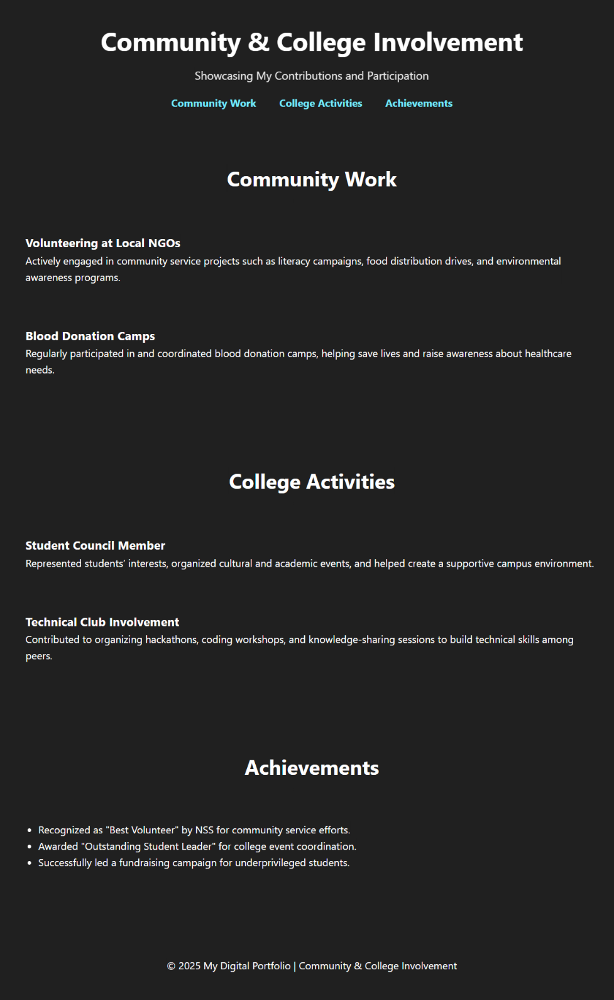 Community & College Involvement
Showcasing My Contributions and Participation
Community Work College Activities Achievements
Community Work
Volunteering at Local NGOs
Actively engaged in community service projects such as literacy campaigns, food distribution drives, and environmental
awareness programs.
Blood Donation Camps
Regularly participated in and coordinated blood donation camps, helping save lives and raise awareness about healthcare
needs.
College Activities
Student Council Member
Represented students’ interests, organized cultural and academic events, and helped create a supportive campus environment.
Technical Club Involvement
Contributed to organizing hackathons, coding workshops, and knowledge-sharing sessions to build technical skills among
peers.
Achievements
• Recognized as "Best Volunteer" by NSS for community service efforts.
• Awarded "Outstanding Student Leader" for college event coordination.
• Successfully led a fundraising campaign for underprivileged students.
© 2025 My Digital Portfolio | Community & College Involvement